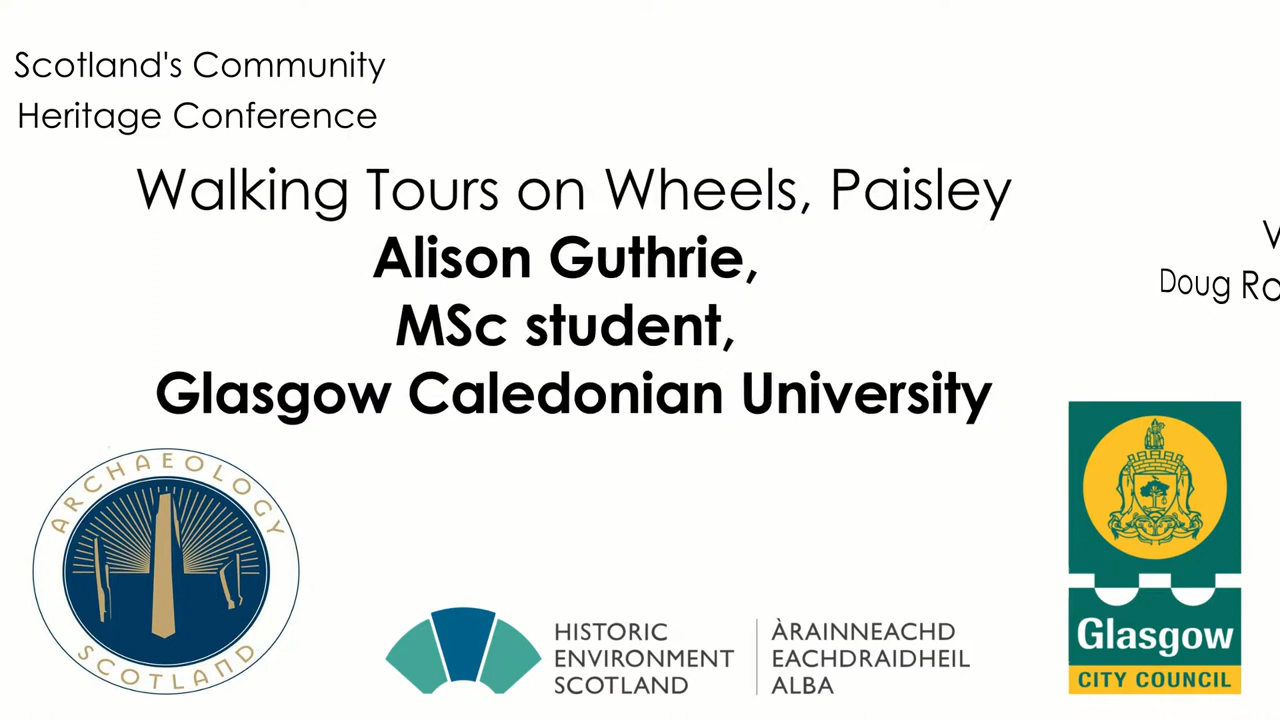 Scotland's Community
Heritage Conference
Walking Tours on Wheels, Paisley
Alison Guthrie,
MSc student,
Glasgow Caledonian University
Doug
ARCHAEOLOGY
SCOTLAND
HISTORIC
ENVIRONMENT
SCOTLAND
ÀRAINNEACHD
EACHDRAIDHEIL
ALBA
Glasgow
CITY COUNCIL